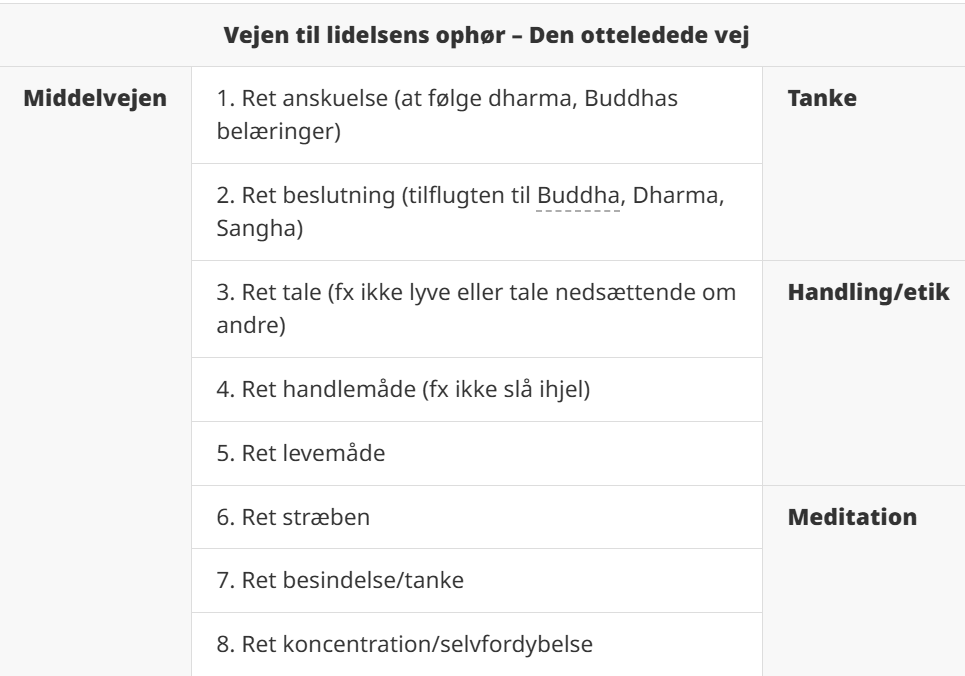 Vejen til lidelsens ophør – Den otteledede vej
Middelvejen
1. Ret anskuelse (at følge dharma, Buddhas
belæringer)
Tanke
2. Ret beslutning (tilflugten til Buddha, Dharma,
Sangha)
3. Ret tale (fx ikke lyve eller tale nedsættende om
andre)
Handling/etik
4. Ret handlemåde (fx ikke slå ihjel)
5. Ret levemåde
6. Ret stræben
Meditation
7. Ret besindelse/tanke
8. Ret koncentration/selvfordybelse